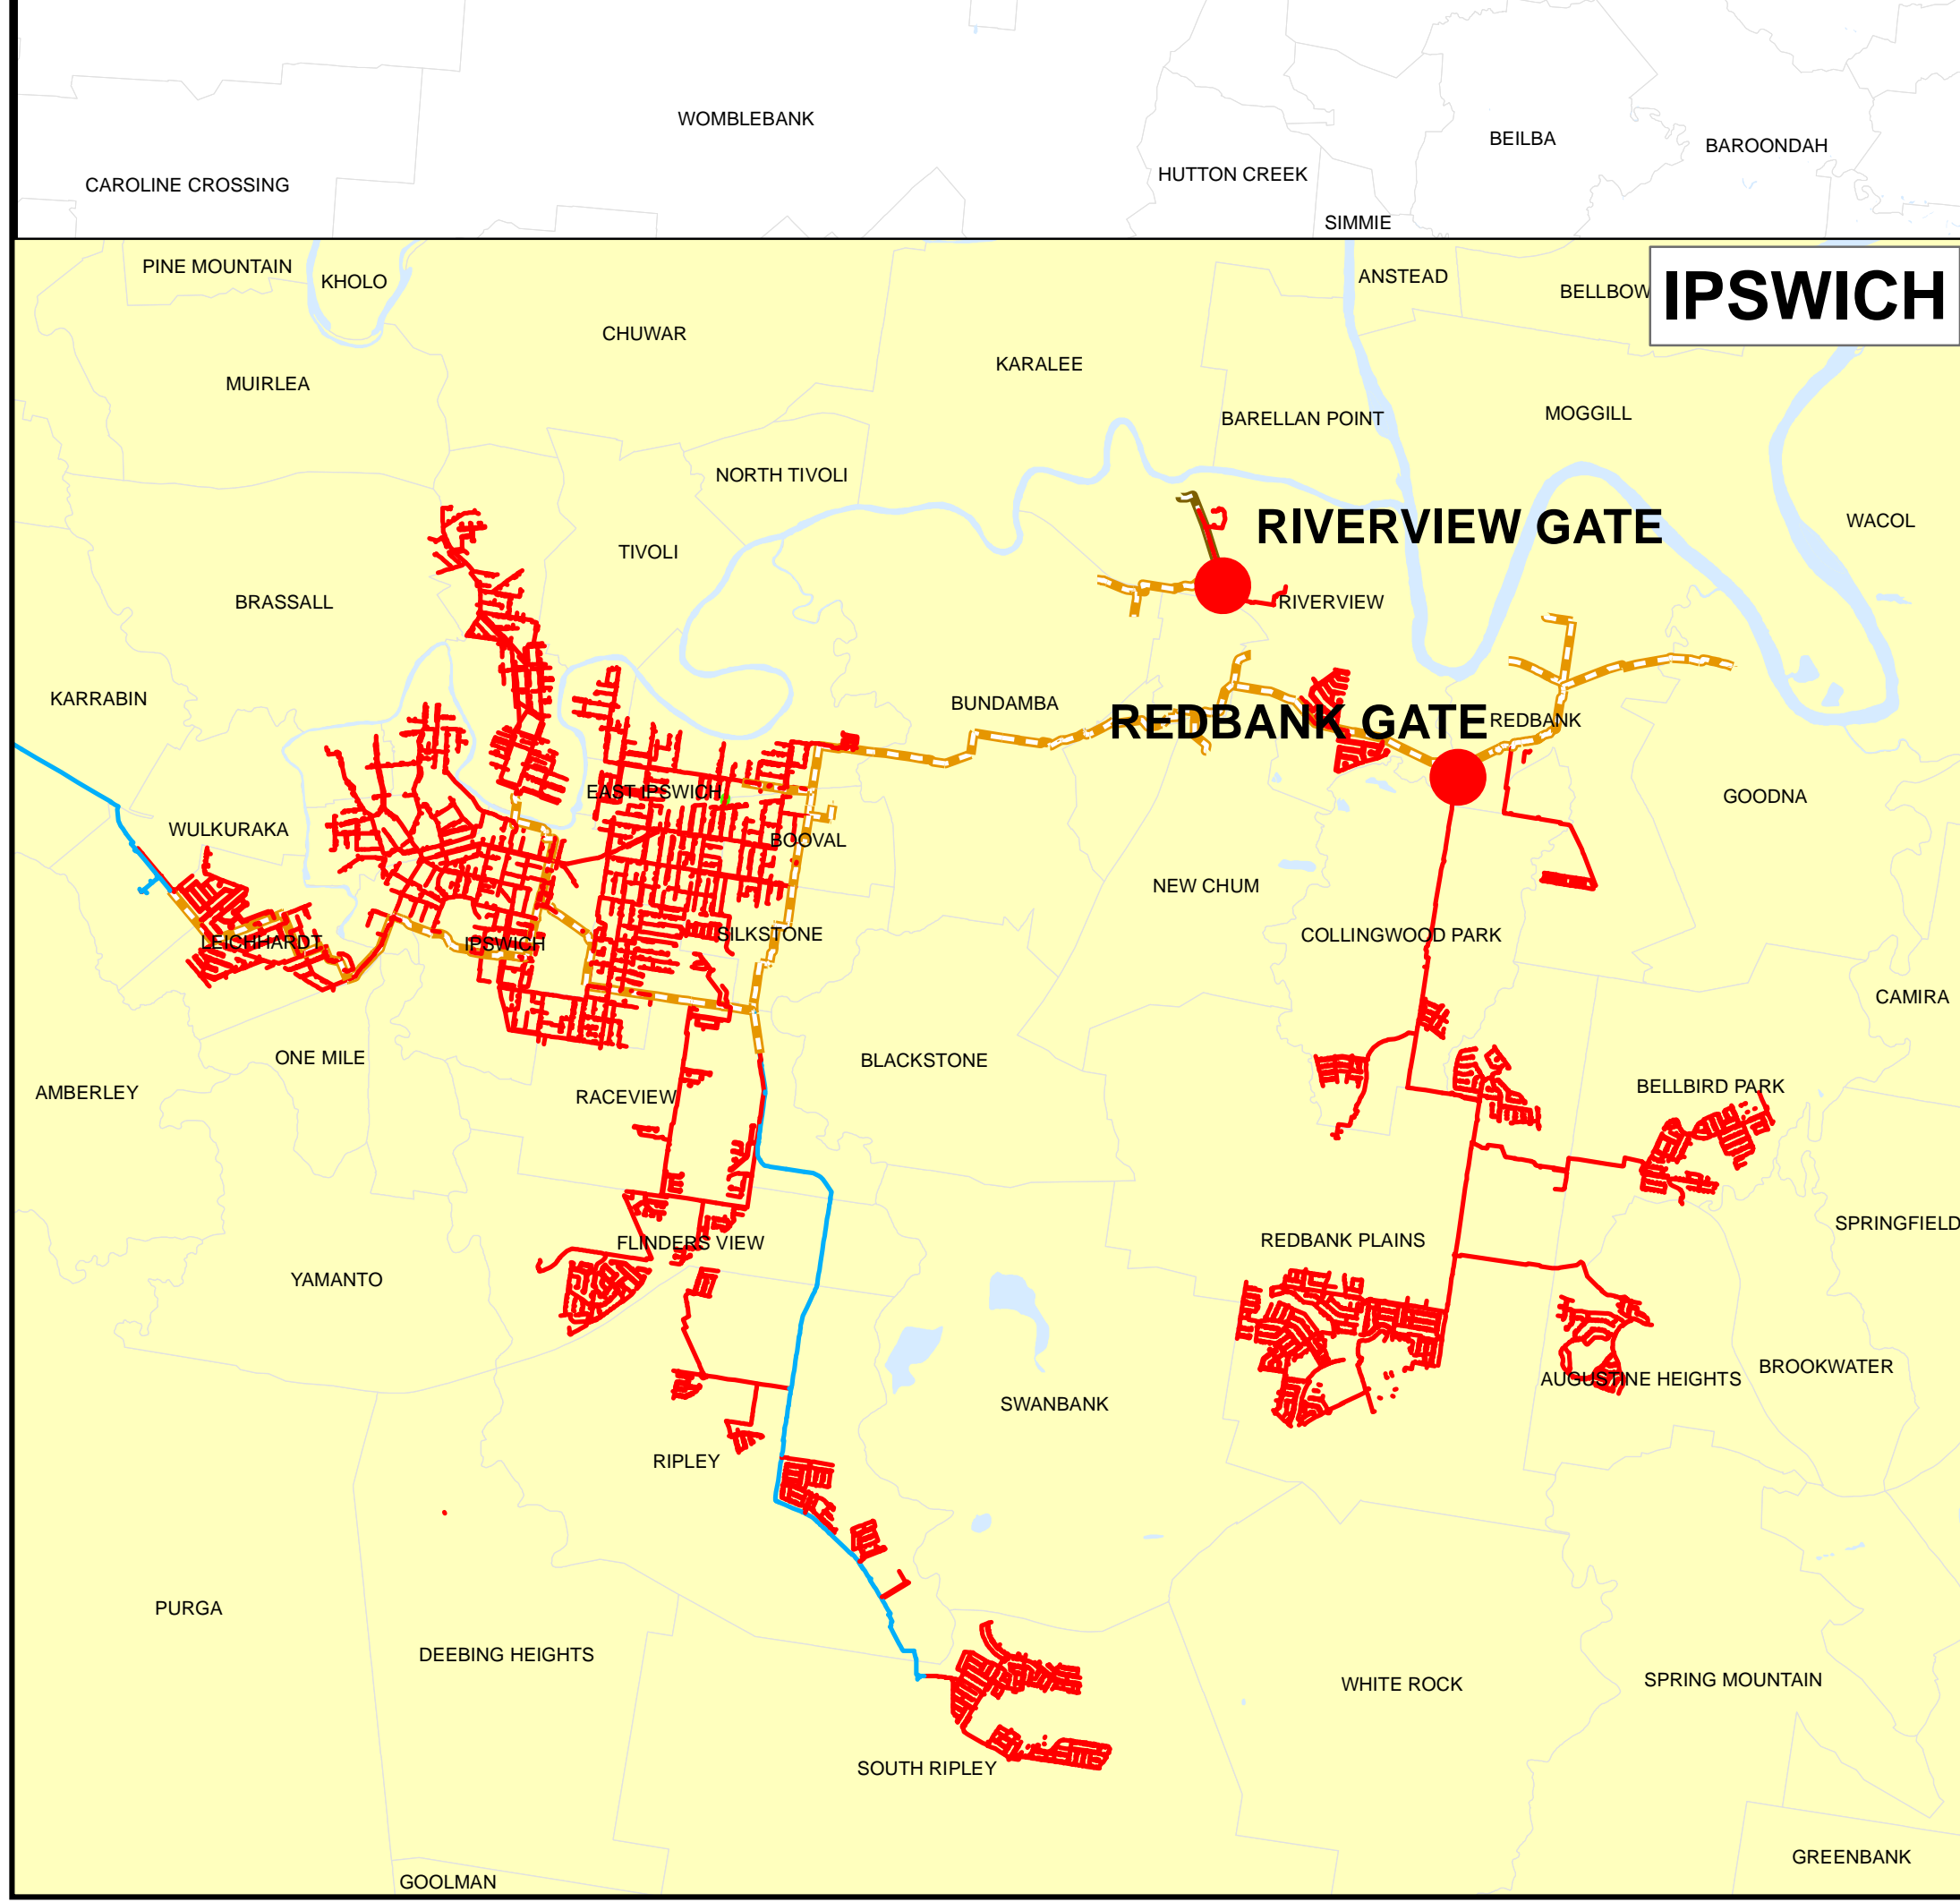 WOMBLEBANK
BEILBA
BAROONDAH
HUTTON CREEK
CAROLINE CROSSING
SIMMIE
PINE MOUNTAIN
KHOLO
ANSTEAD
BELLBOW
IPSWICH
CHUWAR
KARALEE
MUIRLEA
BARELLAN POINT
MOGGILL
NORTH TIVOLI
RIVERVIEW GATE
WACOL
TIVOLI
BRASSALL
RIVERVIEW
KARRABIN
BUNDAMBA
REDBANK GATE
REDBANK
EAST IPSWICH
GOODNA
WULKURAKA
BOOVAL
NEW CHUM
SILKSTONE
COLLINGWOOD PARK
LEICHHARDT
IPSWICH
CAMIRA
ONE MILE
BLACKSTONE
BELLBIRD PARK
AMBERLEY
RACEVIEW
SPRINGFIELD
REDBANK PLAINS
FLINDERS VIEW
YAMANTO
BROOKWATER
AUGUSTINE HEIGHTS
SWANBANK
RIPLEY
PURGA
DEEBING HEIGHTS
SPRING MOUNTAIN
WHITE ROCK
SOUTH RIPLEY
GREENBANK
GOOLMAN